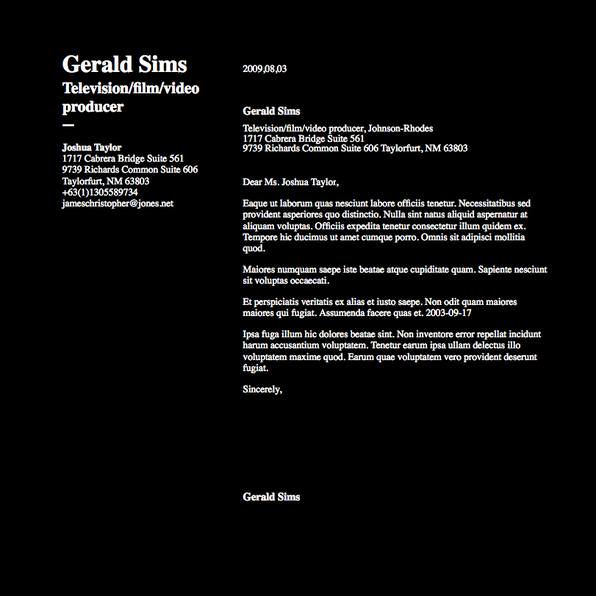 Gerald Sims
Television/film/video
producer
—
Joshua Taylor
1717 Cabrera Bridge Suite 561
9739 Richards Common Suite 606
Taylorfurt, NM 63803
+63(1)1305589734
jameschristopher@jones.net
2009,08,03
Gerald Sims
Television/film/video producer, Johnson-Rhodes
1717 Cabrera Bridge Suite 561
9739 Richards Common Suite 606 Taylorfurt, NM 63803
Dear Ms. Joshua Taylor,
Eaque ut laborum quas nesciunt labore officiis tenetur. Necessitatibus sed
provident asperiores quo distinctio. Nulla sint natus aliquid aspernatur at
aliquam voluptas. Officiis expedita tenetur consectetur illum quidem ex.
Tempore hic ducimus ut amet cumque porro. Omnis sit adipisci mollitia
quod.
Maiores numquam saepe iste beatae atque cupiditate quam. Sapiente nesciunt
sit voluptas occaecati.
Et perspiciatis veritatis ex alias et iusto saepe. Non odit quam maiores
maiores qui fugiat. Assumenda facere quas et. 2003-09-17
Ipsa fuga illum hic dolores beatae sint. Non inventore error repellat incidunt
harum accusantium voluptatem. Tenetur earum ipsa ullam delectus illo
voluptatem maxime quod. Earum quae voluptatem vero provident deserunt
fugiat.
Sincerely,
Gerald Sims